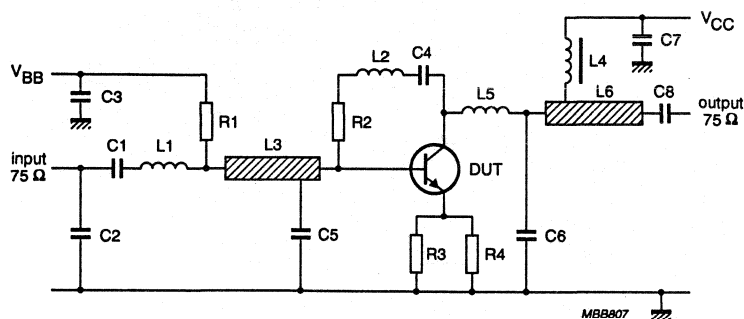 VCC
C7
L4
L2
C4
VBB
C3
R1
R2
L5
L6
C8
output
75 Ω
input
75 Ω
C1
L1
L3
DUT
C2
C5
R3
R4
C6
MBB807